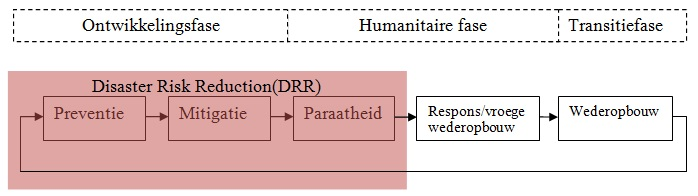 Ontwikkelingsfase
Humanitaire fase
Transitiefase
Disaster Risk Reduction(DRR)
Preventie
Mitigatie
Paraatheid
Respons/vroege
wederopbouw
Wederopbouw